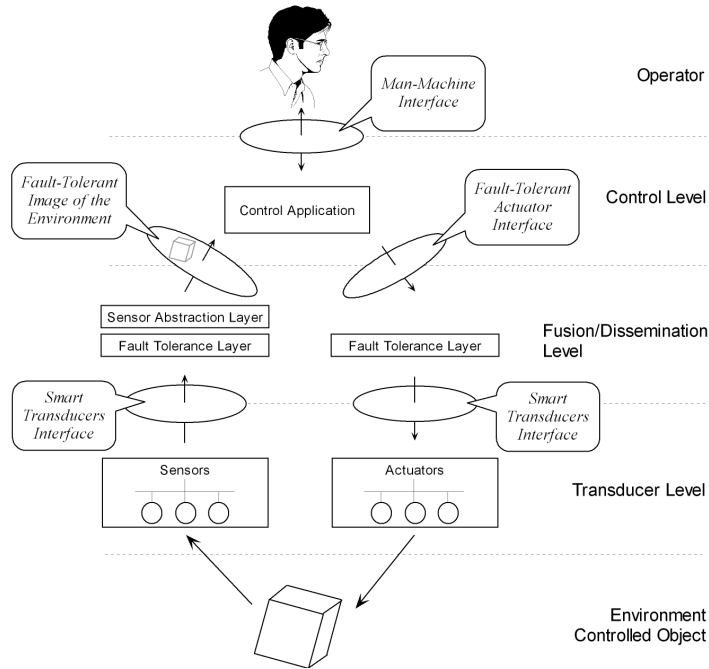 Operator
Man-Machine
Interface
Fault-Tolerant
Image of the
Environment
Control Application
Fault-Tolerant
Actuator
Interface
Control Level
Sensor Abstraction Layer
Fault Tolerance Layer
Fault Tolerance Layer
Fusion/Dissemination
Level
Smart
Transducers
Interface
Smart
Transducers
Interface
Sensors
Actuators
Transducer Level
Environment
Controlled Object